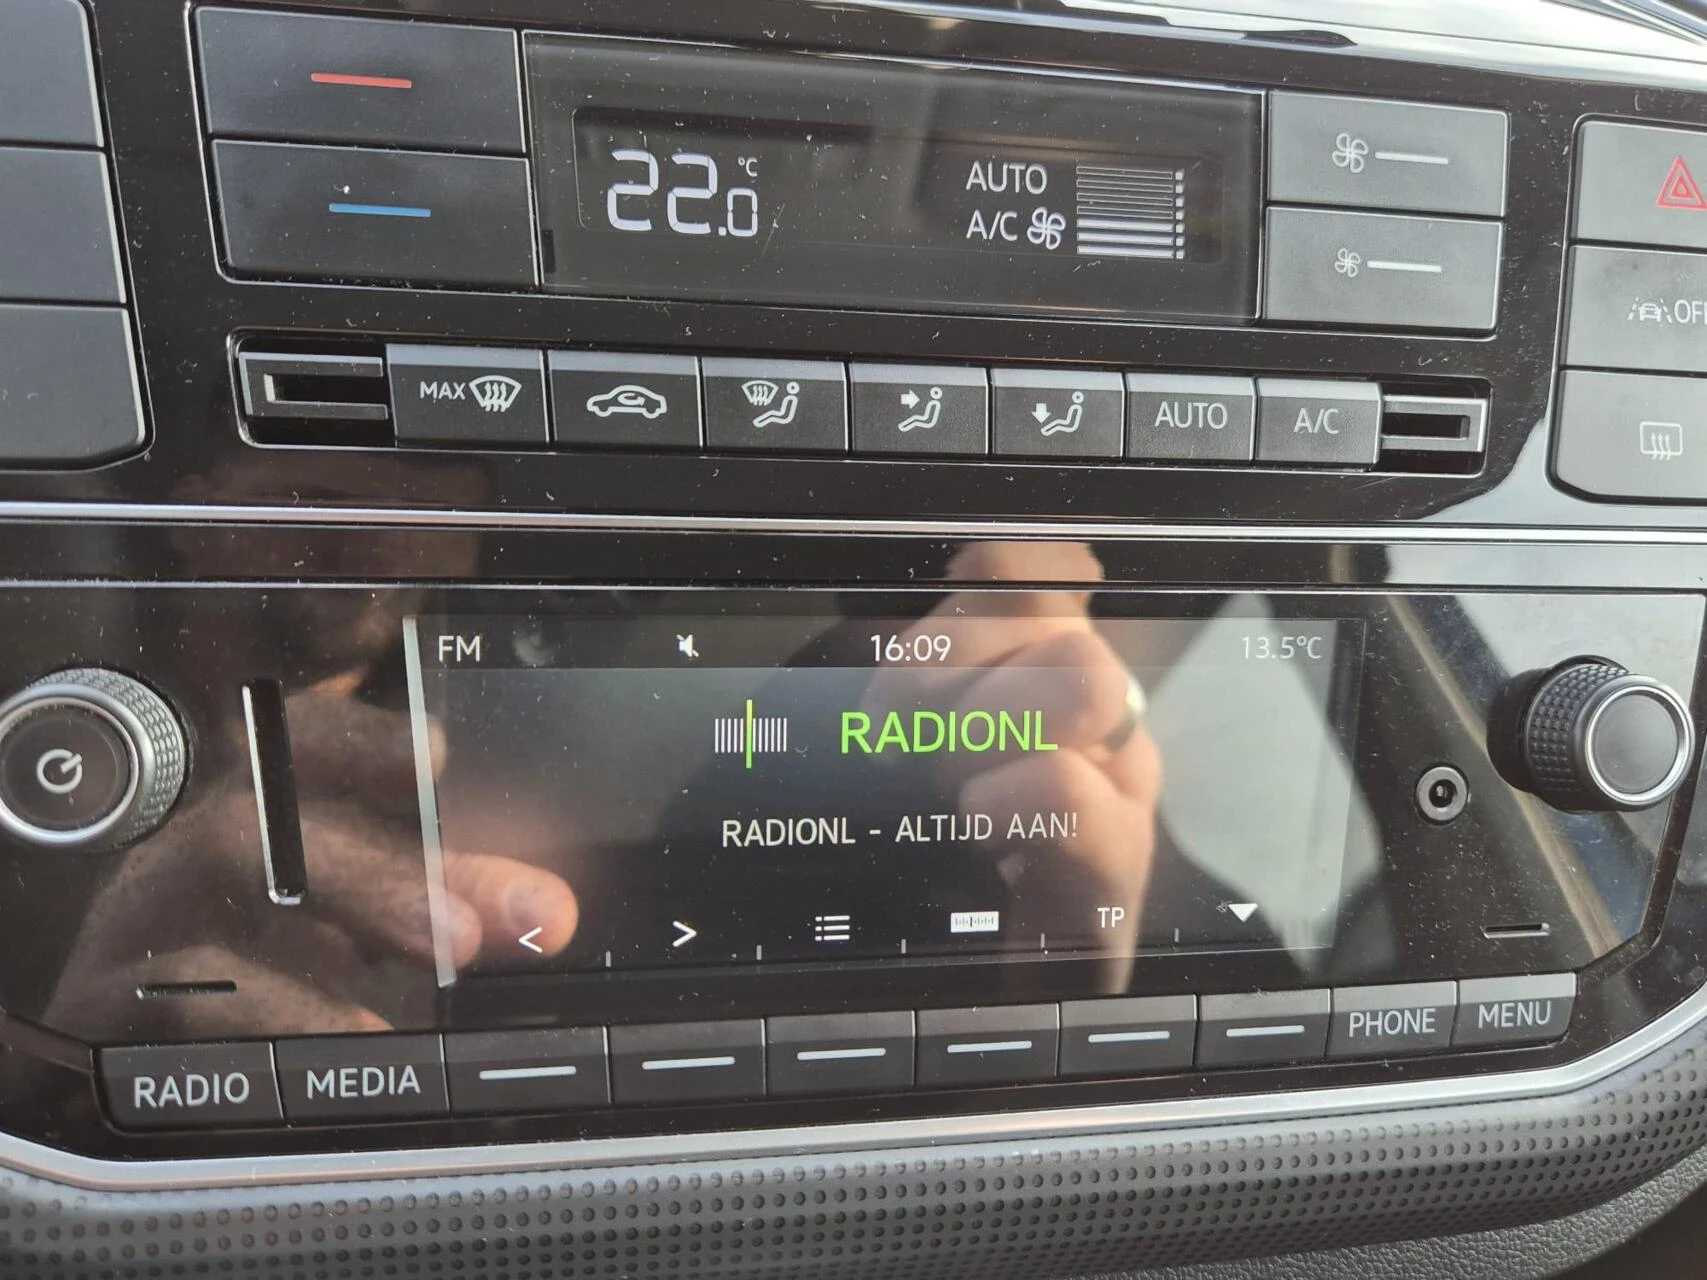 22.0 °C
AUTO
A/C
OFF
MAX
AUTO
A/C
FM
16:09
13.5°C
RADIONL
RADIONL - ALTIJD AAN!
< >
TP
RADIO
MEDIA
PHONE
MENU